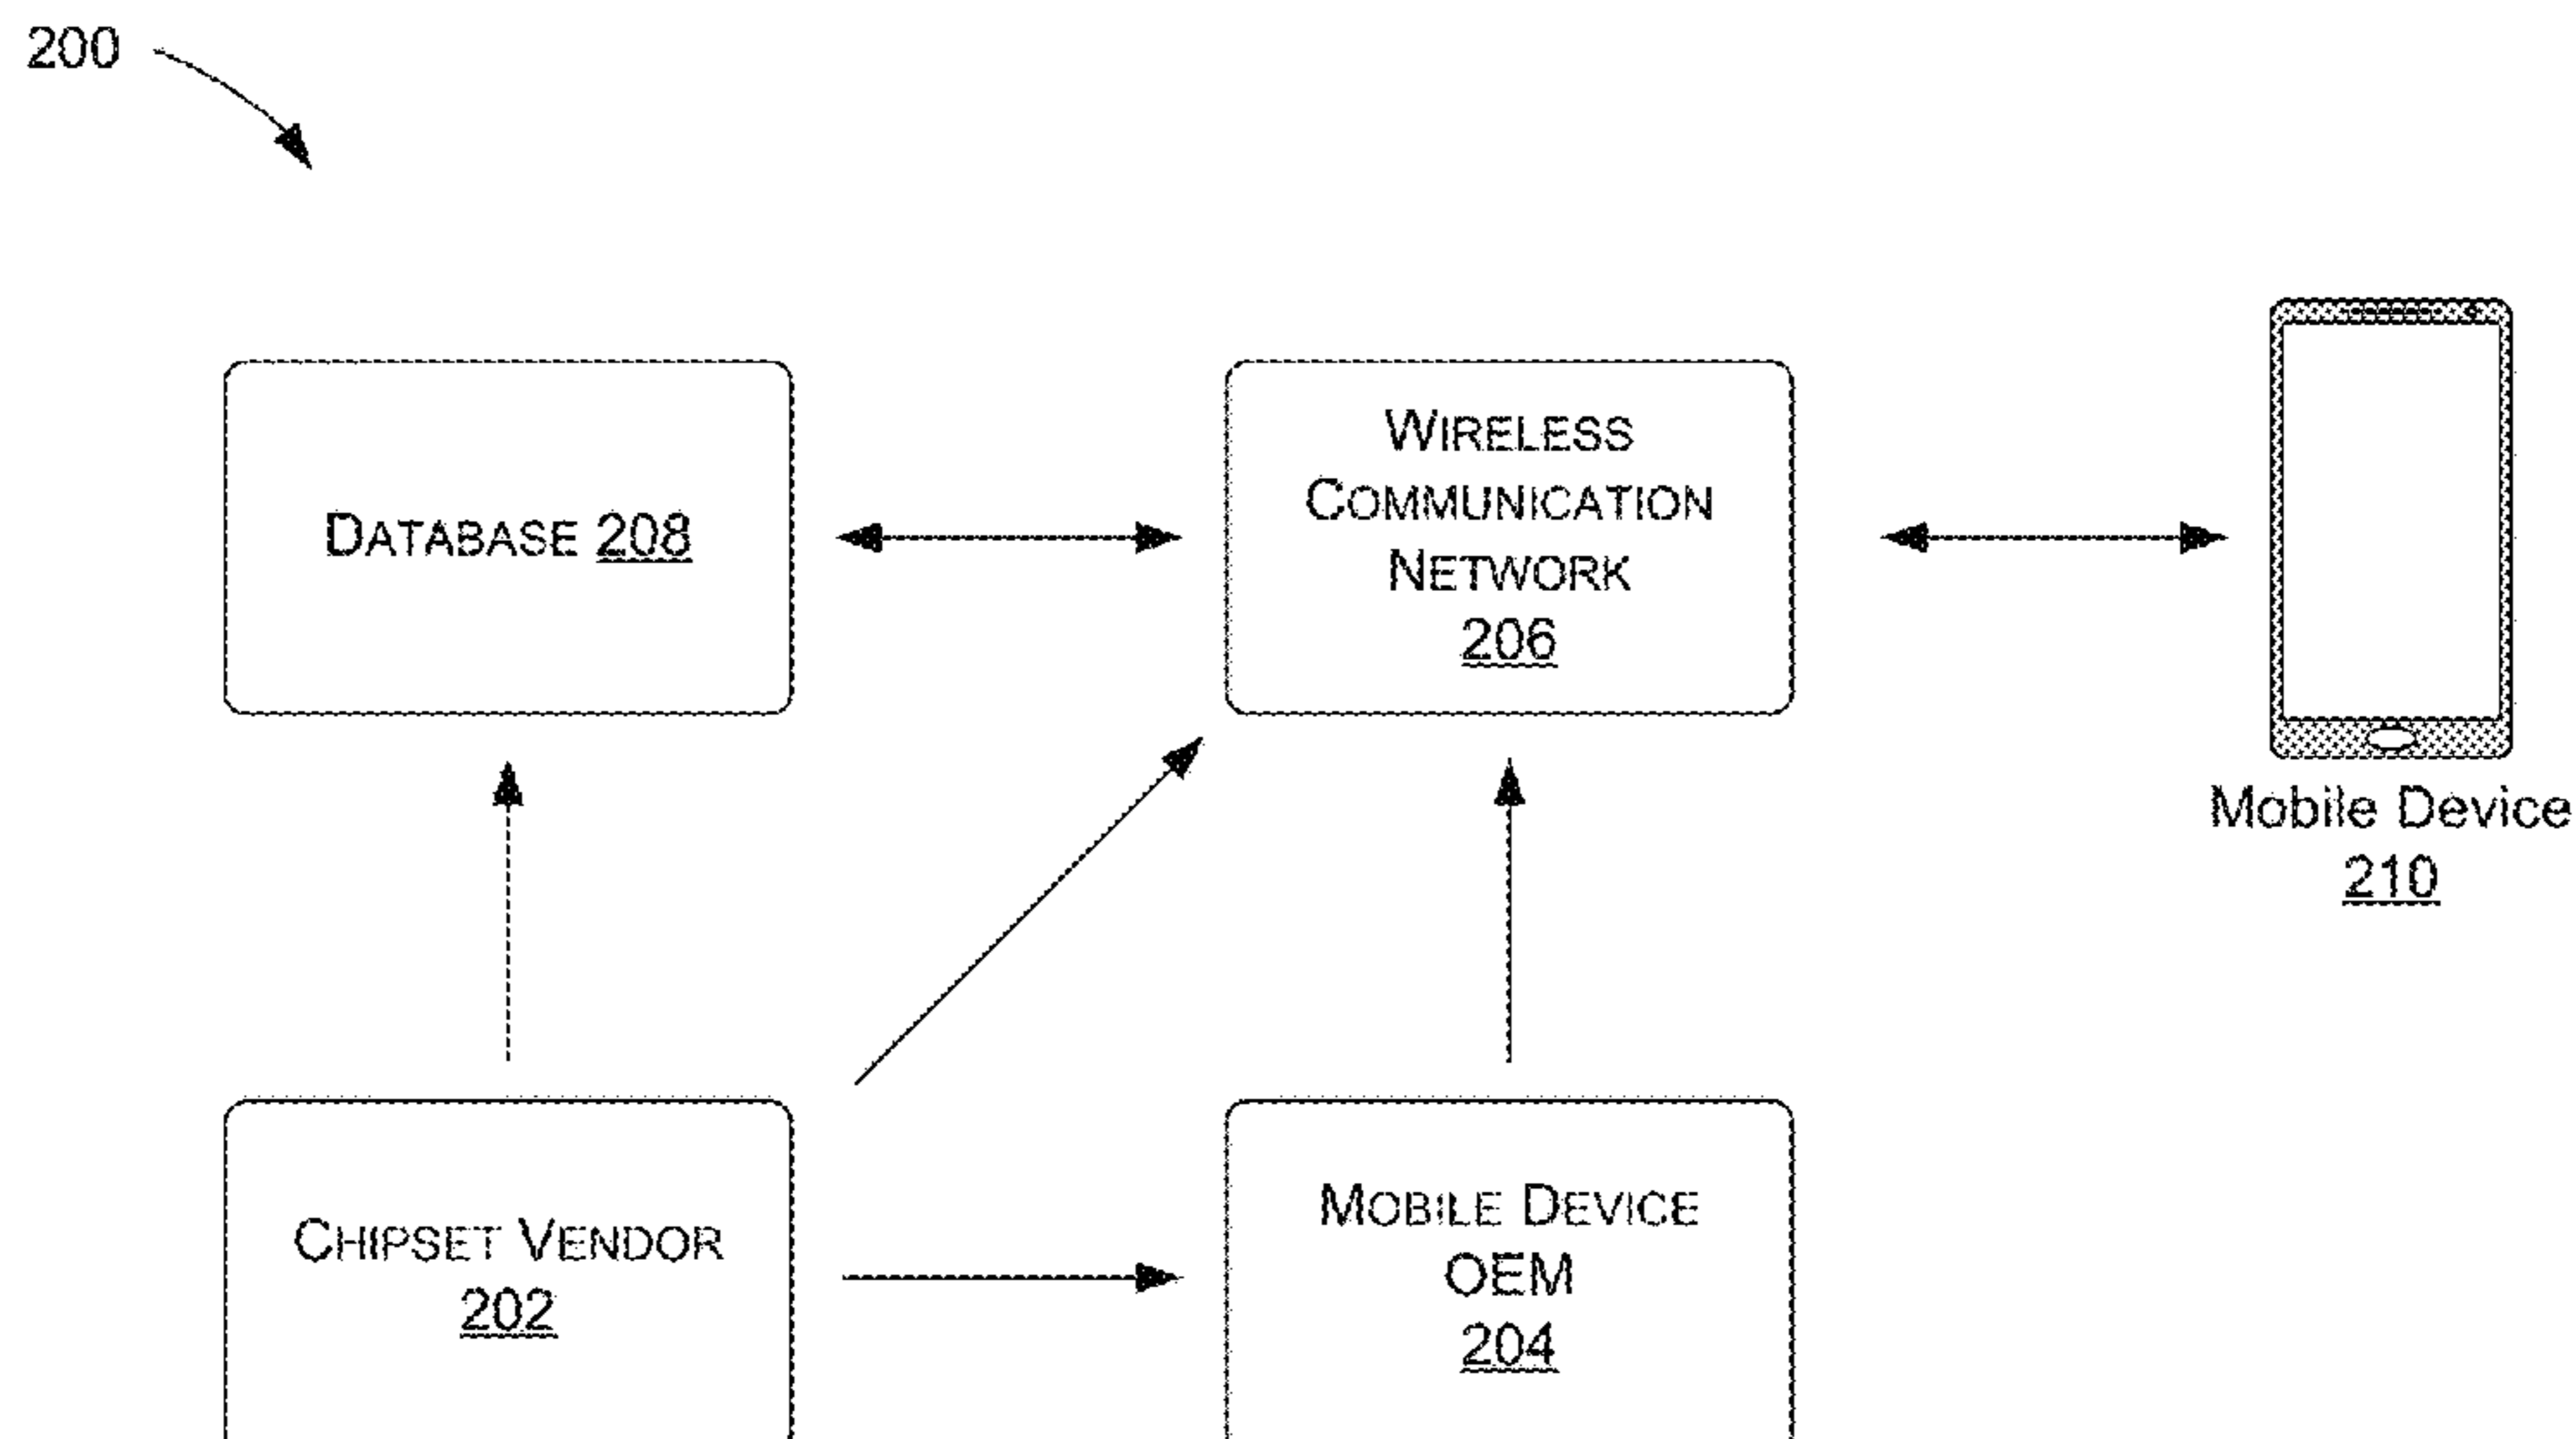 200
DATABASE 208
WIRELESS
COMMUNICATION
NETWORK
206
Mobile Device
210
CHIPSET VENDOR
202
MOBILE DEVICE
OEM
204